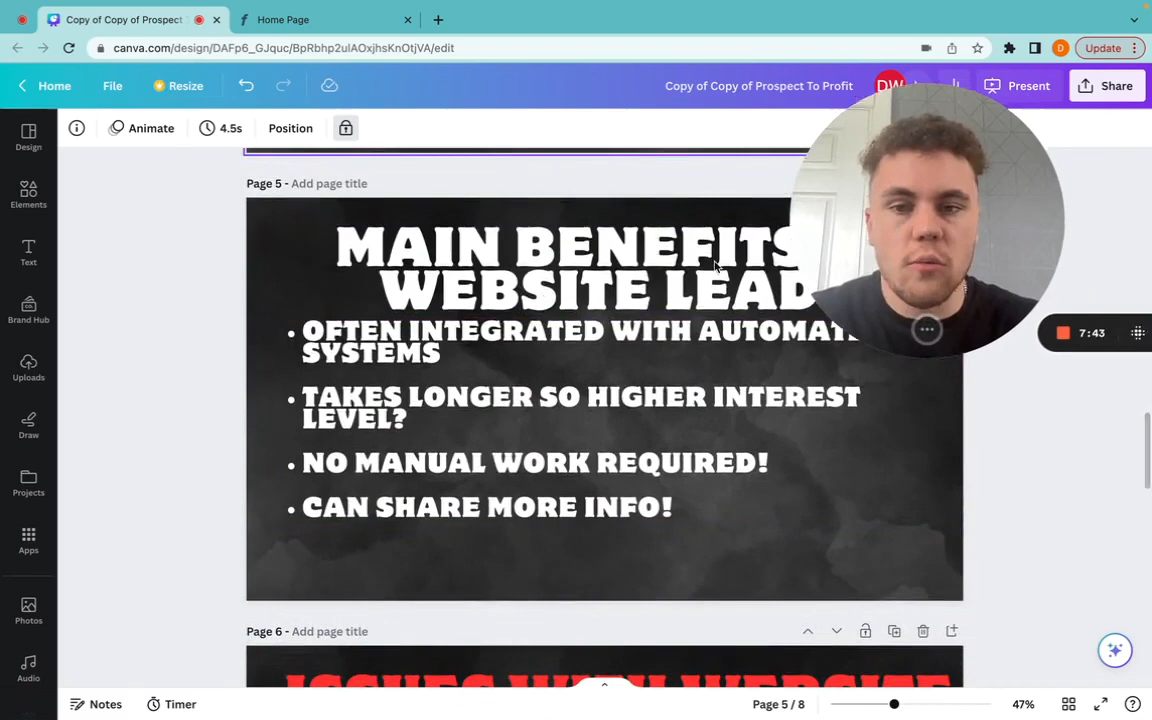 Copy of Copy of Prospect
Home Page
canva.com/design/DAFp6_GJquc/BpRbhp2ulAOxjhsKnOtjVA/edit
D
Update
Home
File
Resize
Copy of Copy of Prospect To Profit
DW
Present
Share
Animate
4.5s
Position
Design
Elements
Text
Brand Hub
Uploads
Draw
Projects
Apps
Photos
Audio
Page 5 - Add page title
MAIN BENEFITS
WEBSITE LEAD
• OFTEN INTEGRATED WITH
SYSTEMS
• TAKES LONGER SO HIGHER INTEREST
LEVEL?
• NO MANUAL WORK REQUIRED!
• CAN SHARE MORE INFO!
7:43
Page 6 - Add page title
ISSUES WITH WEBSITE
Notes
Timer
Page 5 / 8
47%